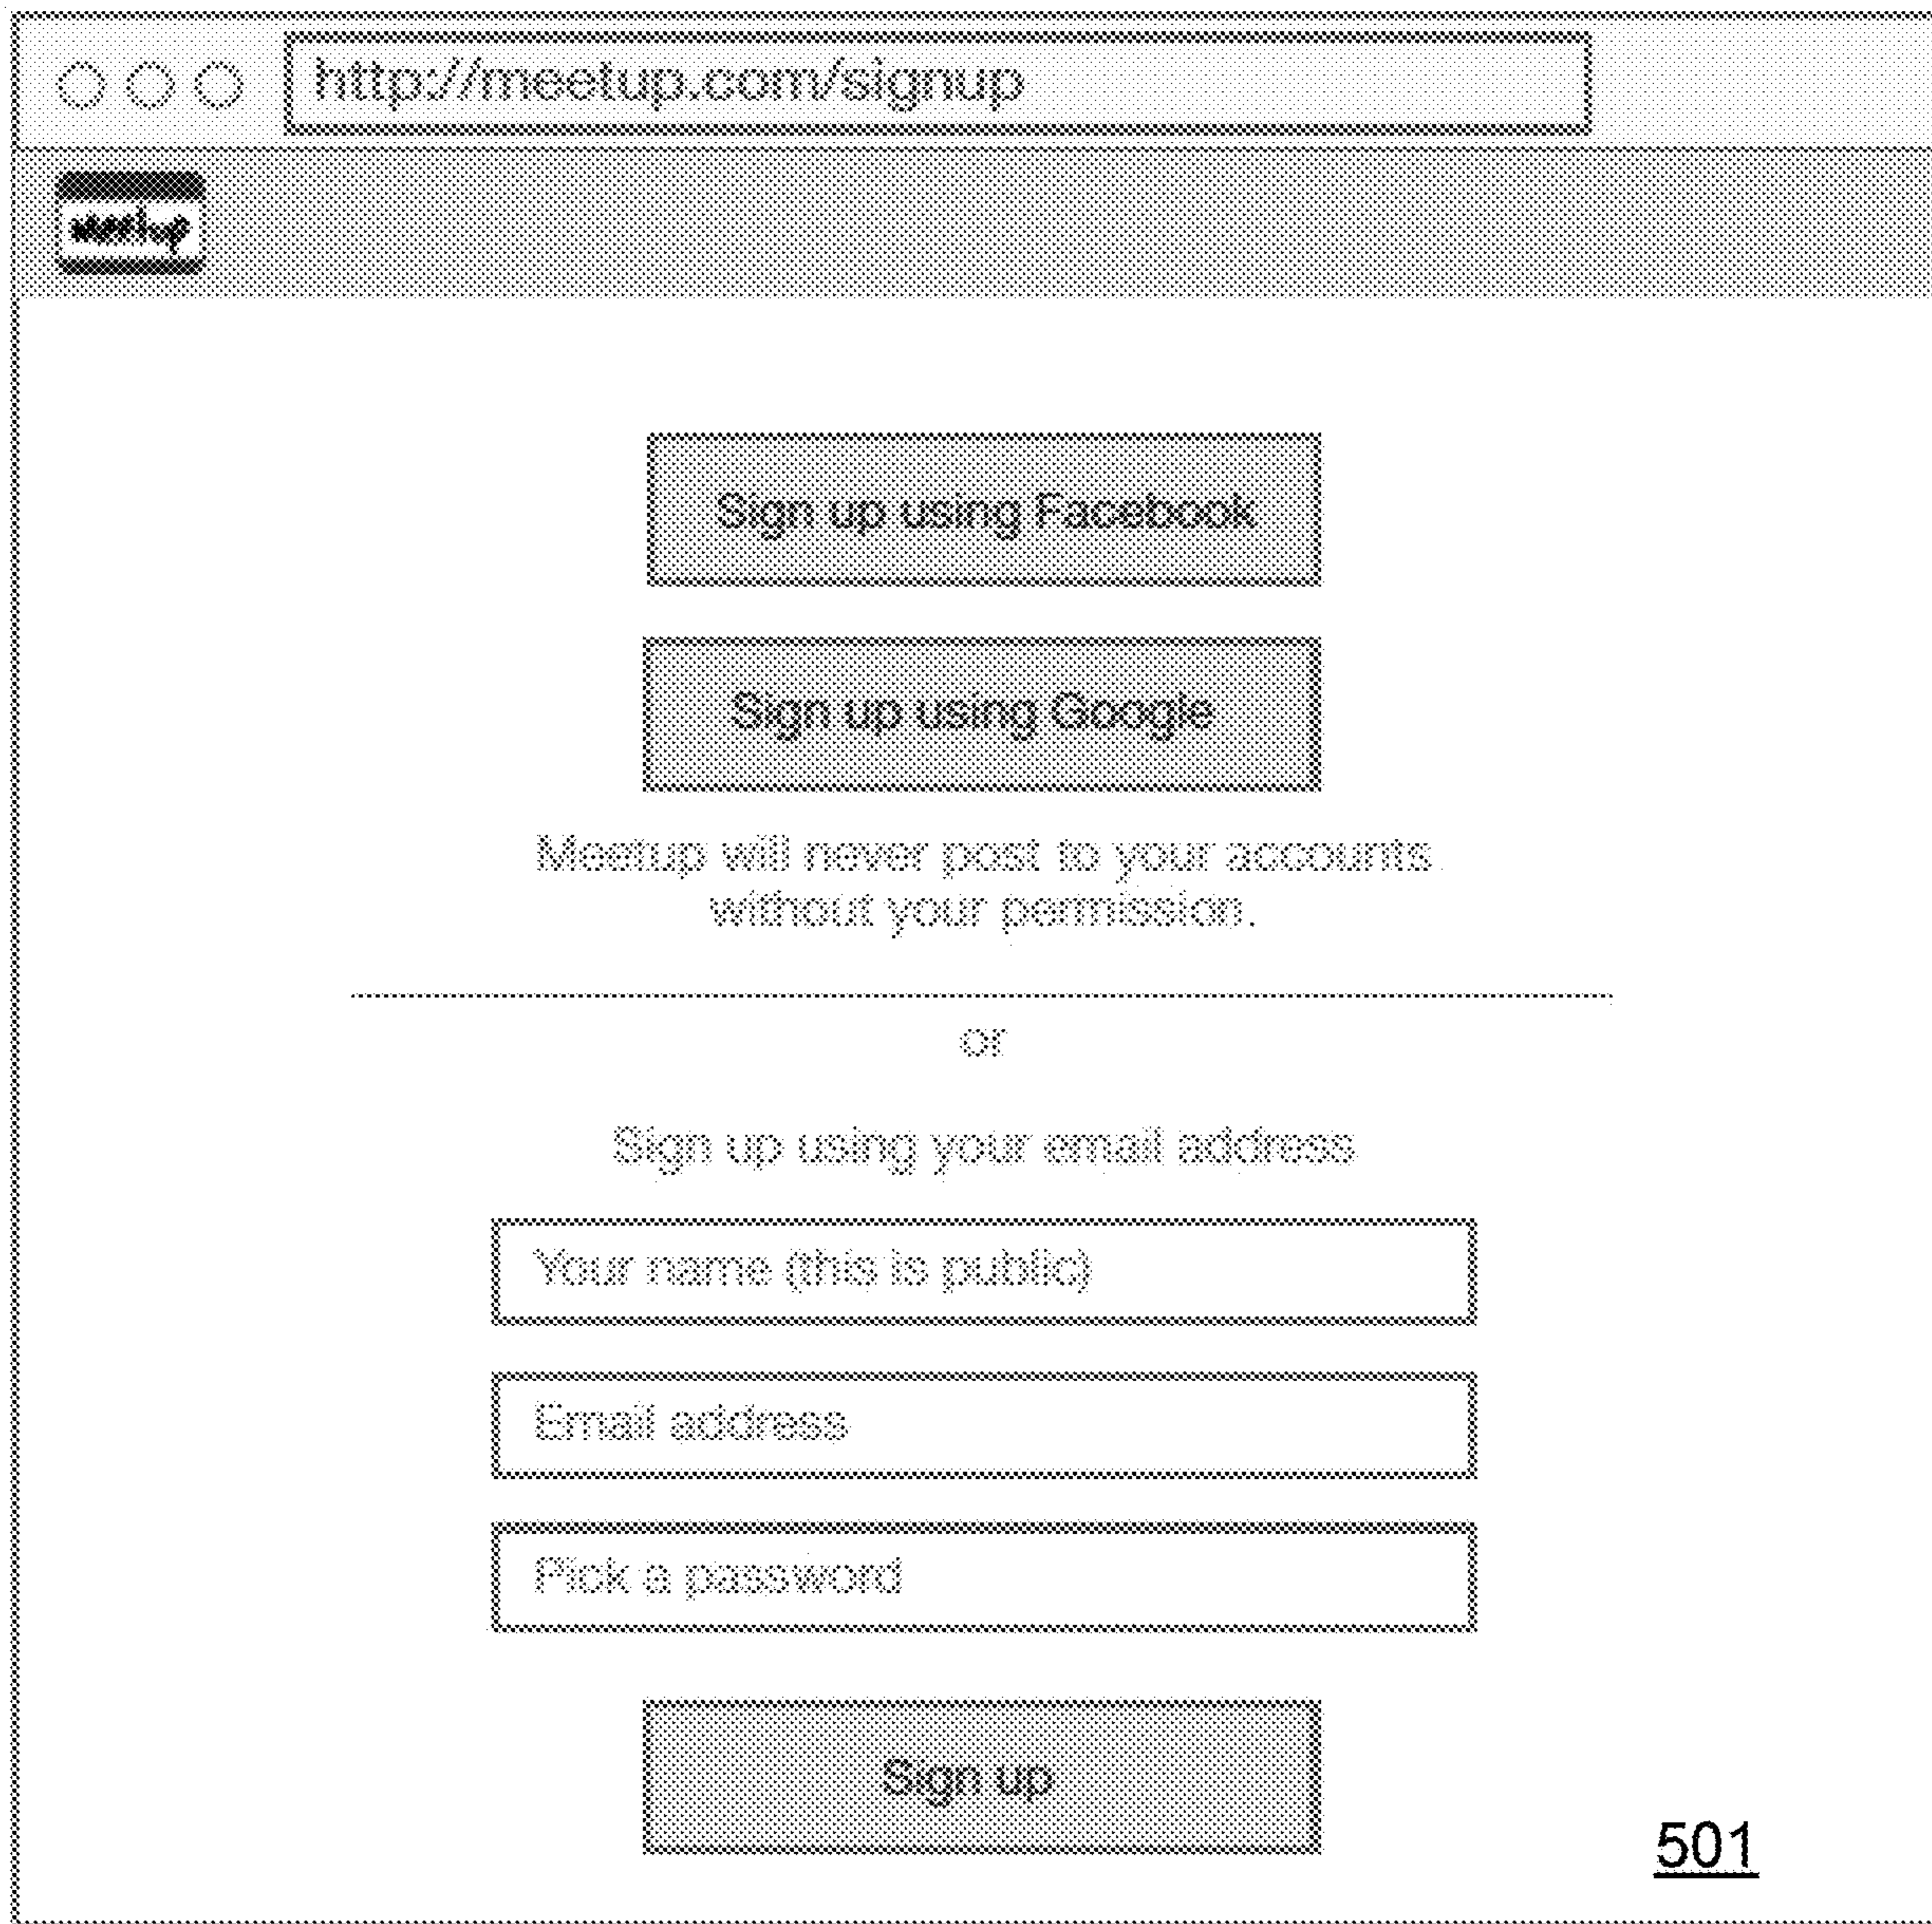 http://meetup.com/signup
meetup
Sign up using Facebook
Sign up using Google
Meetup will never post to your accounts
without your permission.
or
Sign up using your email address
Your name (this is public)
Email address
Pick a password
Sign up
501